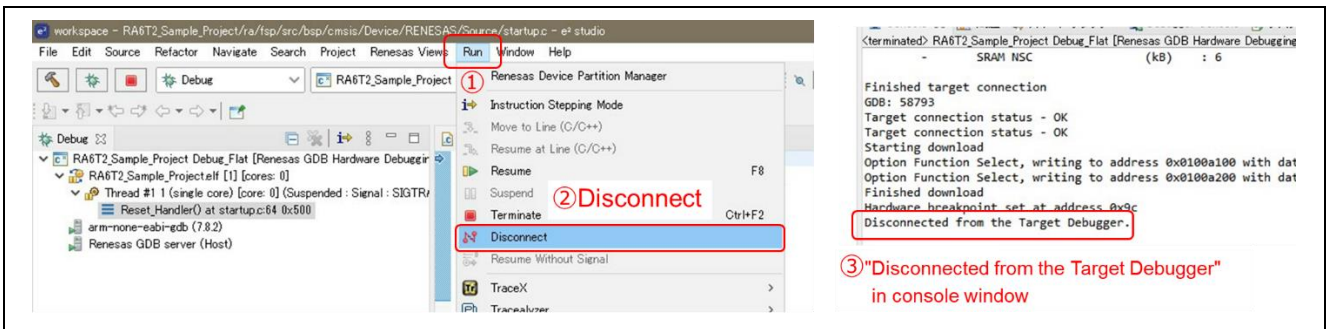 workspace - RA6T2_Sample_Project/ra/fsp/src/bsp/cmsis/Device/RENESAS/Source/startup.c - e² studio
File Edit Source Refactor Navigate Search Project Renesas Views Run Window Help
Debug
RA6T2_Sample_Project
①
Debug
RA6T2_Sample_Project Debug_Flat [Renesas GDB Hardware Debuggin
RA6T2_Sample_Project.elf [1] [cores: 0]
Thread #1 1 (single core) [core: 0] (Suspended : Signal : SIGTRA
Reset_Handler() at startup.c:64 0x500
arm-none-eabi-gdb (7.8.2)
Renesas GDB server (Host)
Renesas Device Partition Manager
Instruction Stepping Mode
Move to Line (C/C++)
Resume at Line (C/C++)
Resume F8
Suspend
②Disconnect
Terminate Ctrl+F2
Disconnect
Resume Without Signal
TraceX
Tracealyzer
<terminated> RA6T2_Sample_Project Debug_Flat [Renesas GDB Hardware Debugging
- SRAM NSC (kB) : 6
Finished target connection
GDB: 58793
Target connection status - OK
Target connection status - OK
Starting download
Option Function Select, writing to address 0x0100a100 with dat
Option Function Select, writing to address 0x0100a200 with dat
Finished download
Hardware breakpoint set at address 0x9c
Disconnected from the Target Debugger.
③"Disconnected from the Target Debugger"
in console window